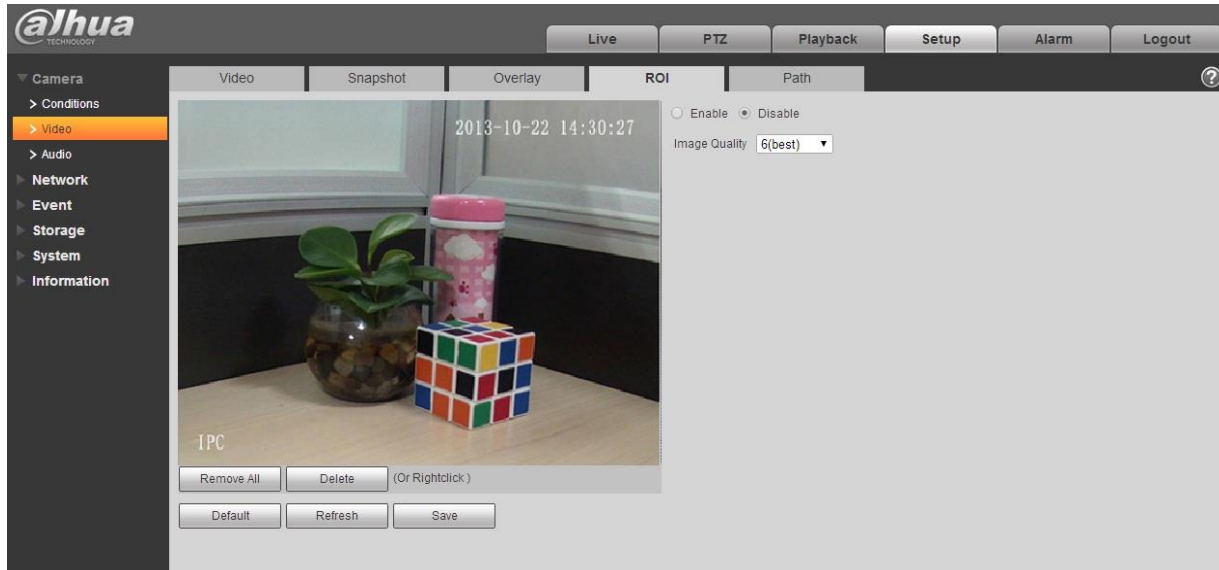 alhua
TECHNOLOGY
Live
PTZ
Playback
Setup
Alarm
Logout
Camera
Video
Snapshot
Overlay
ROI
Path
?
> Conditions
> Video
> Audio
Network
Event
Storage
System
Information
2013-10-22 14:30:27
IPC
Enable
Disable
Image Quality
6(best)
Remove All
Delete
(Or Rightclick )
Default
Refresh
Save